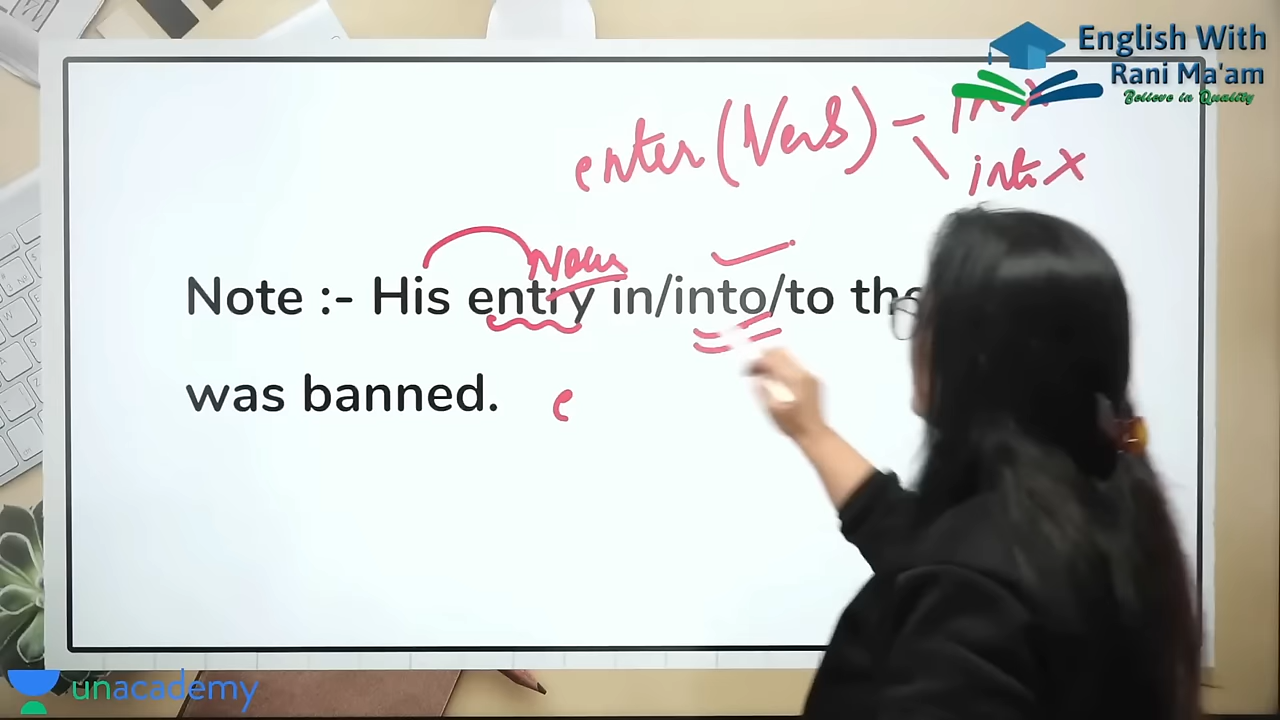 English With
Rani Ma'am
Believe in Quality
enter (Verb) - in X
into X
Noun
Note :- His entry in/into/to the
was banned.
e
unacademy